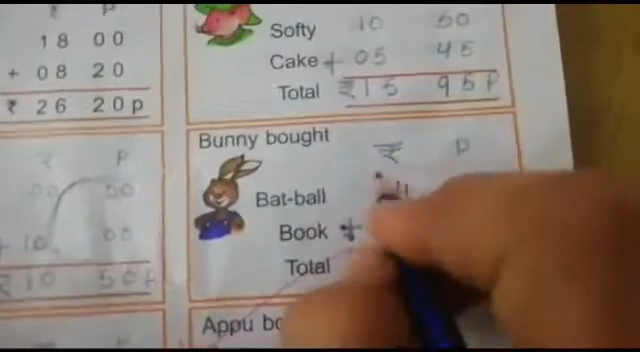 ₹ P
18 00
+ 08 20
₹ 26 20p
₹ P
00 50
+ 10 00
₹ 10 50P
Softy 10 50
Cake + 05 45
Total ₹15 95P
Bunny bought ₹ P
Bat-ball
Book +
Total
Appu bo